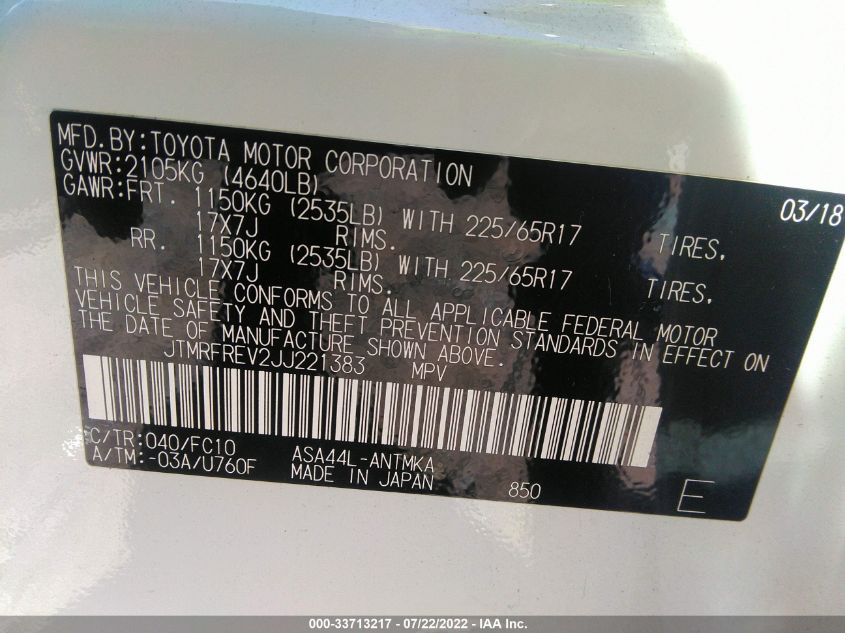 MFD.BY:TOYOTA MOTOR CORPORATION 03/18
GVWR:2105KG (4640LB)
GAWR:FRT. 1150KG (2535LB) WITH 225/65R17 TIRES,
17X7J RIMS.
RR. 1150KG (2535LB) WITH 225/65R17 TIRES,
17X7J RIMS.
THIS VEHICLE CONFORMS TO ALL APPLICABLE FEDERAL MOTOR
VEHICLE SAFETY AND THEFT PREVENTION STANDARDS IN EFFECT ON
THE DATE OF MANUFACTURE SHOWN ABOVE.
JTMRFREV2JJ221383 MPV
C/TR:040/FC10 ASA44L-ANTMKA
A/TM:-03A/U760F MADE IN JAPAN 850 E
000-33713217 - 07/22/2022 - IAA Inc.